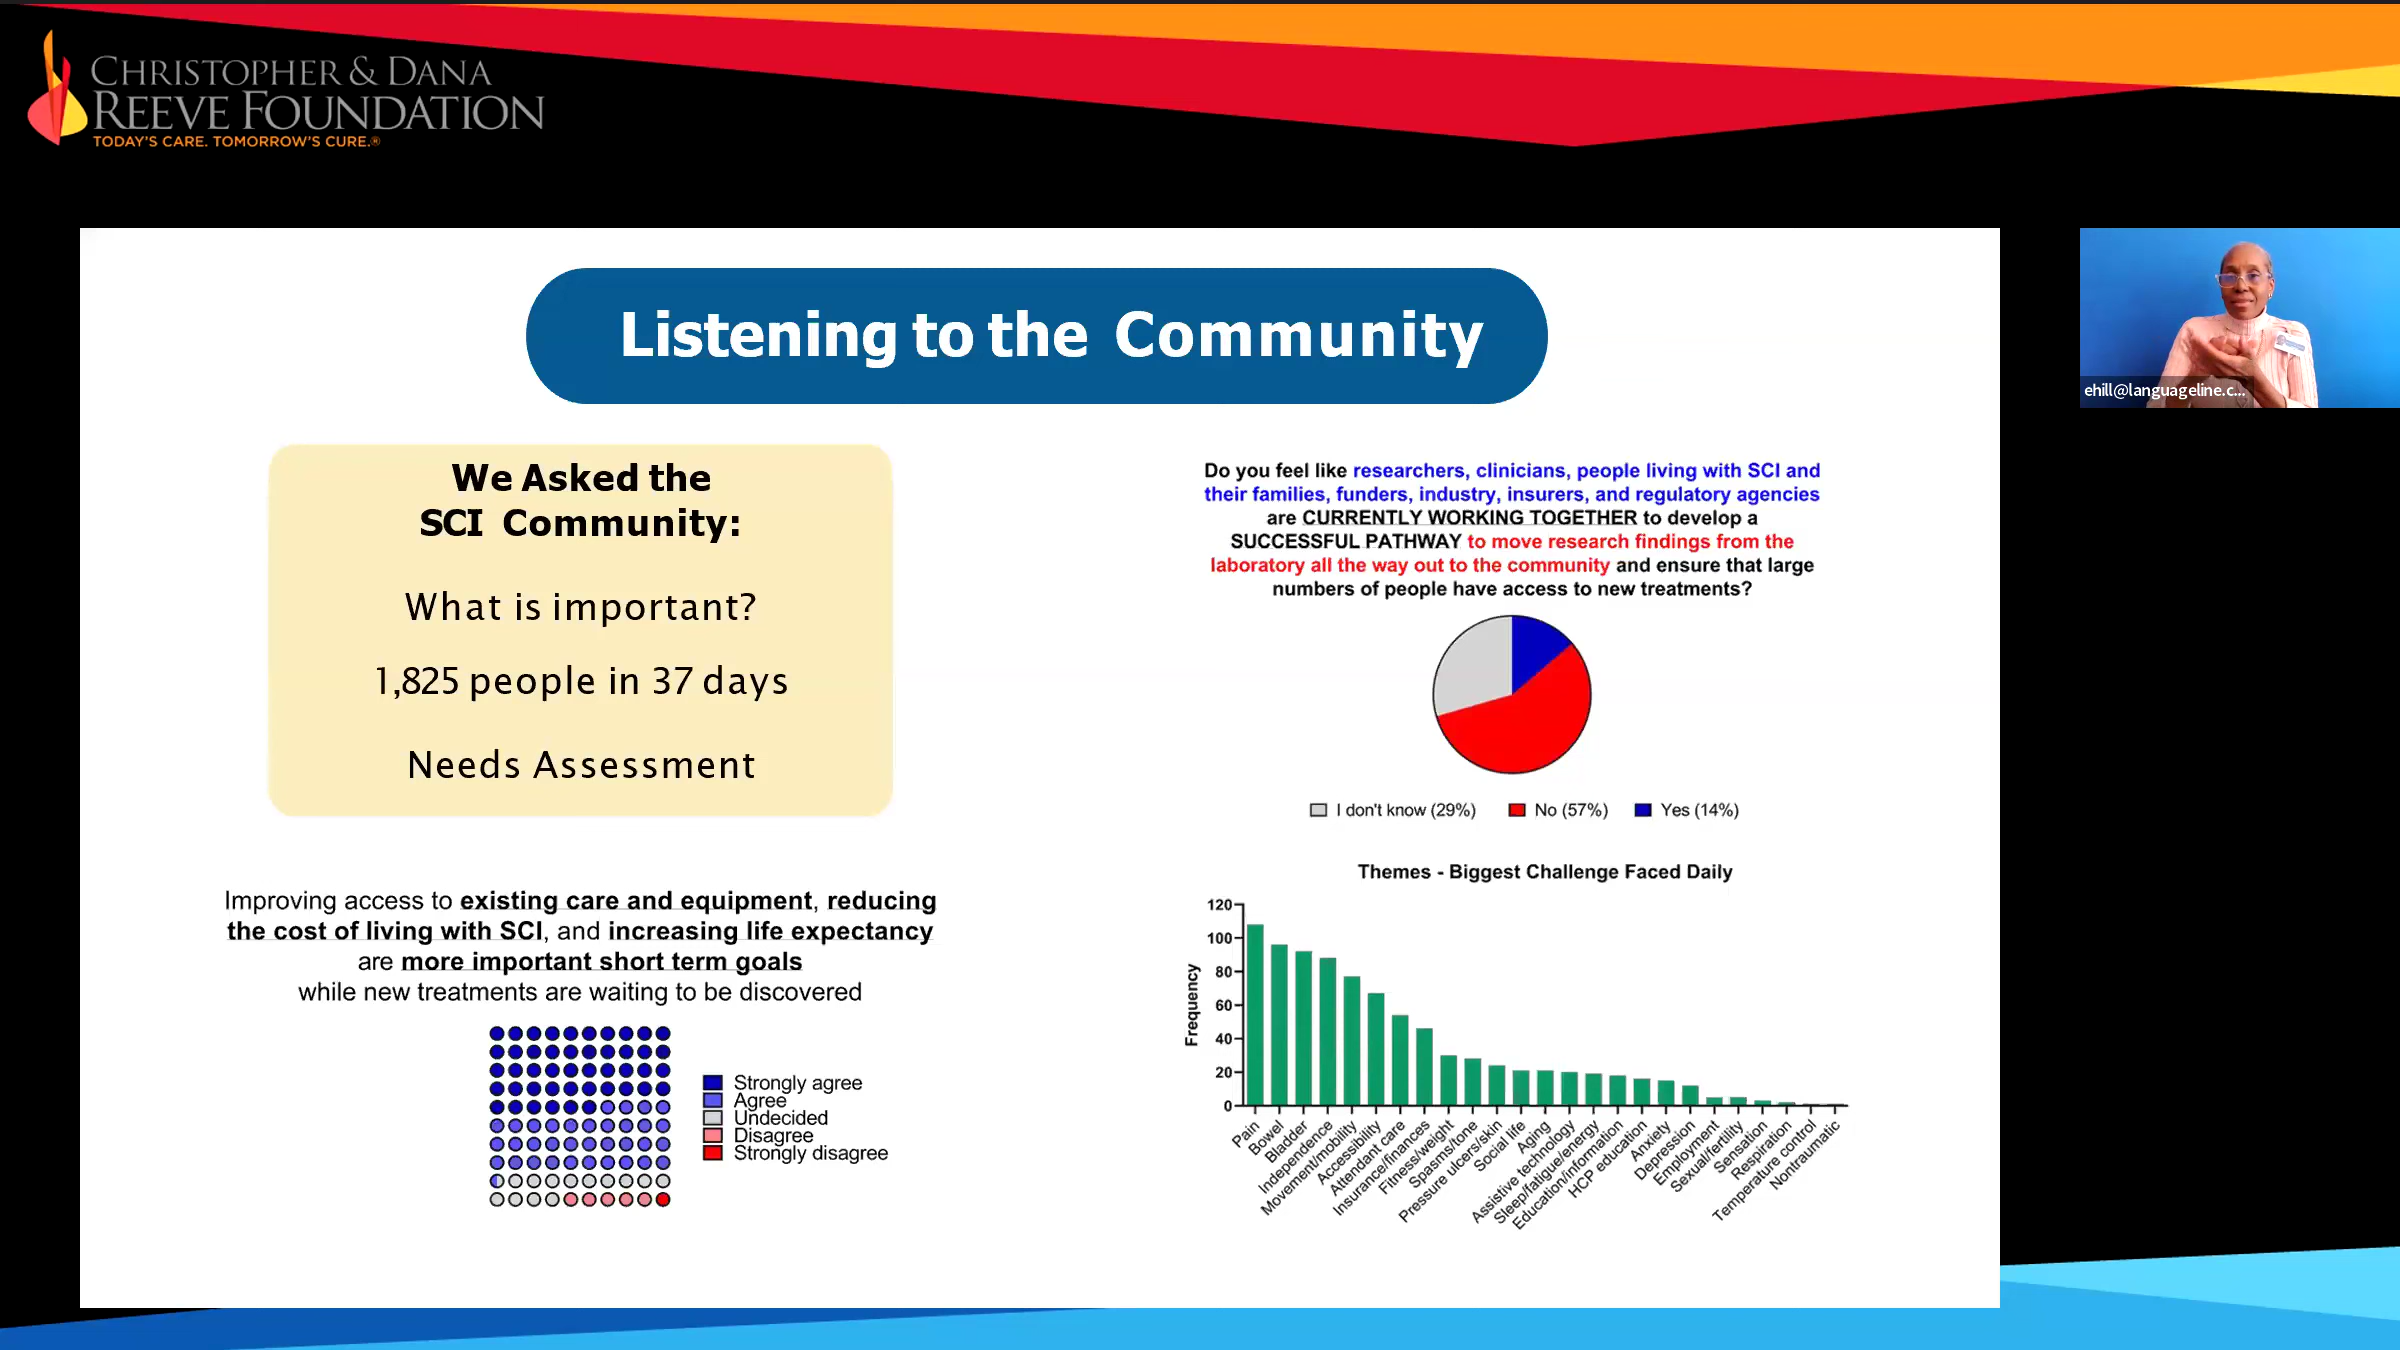 CHRISTOPHER & DANA
REEVE FOUNDATION
TODAY'S CARE. TOMORROW'S CURE.®
Listening to the Community
ehill@languageline.c...
We Asked the
SCI Community:
What is important?
1,825 people in 37 days
Needs Assessment
Do you feel like researchers, clinicians, people living with SCI and
their families, funders, industry, insurers, and regulatory agencies
are CURRENTLY WORKING TOGETHER to develop a
SUCCESSFUL PATHWAY to move research findings from the
laboratory all the way out to the community and ensure that large
numbers of people have access to new treatments?
I don't know (29%) No (57%) Yes (14%)
Improving access to existing care and equipment, reducing
the cost of living with SCI, and increasing life expectancy
are more important short term goals
while new treatments are waiting to be discovered
Strongly agree
Agree
Undecided
Disagree
Strongly disagree
Themes - Biggest Challenge Faced Daily
Frequency
120
100
80
60
40
20
0
Pain
Bowel
Bladder
Independence
Movement/mobility
Accessibility
Attendant care
Insurance/finances
Fitness/weight
Spasms/tone
Pressure ulcers/skin
Social life
Aging
Assistive technology
Sleep/fatigue/energy
Education/information
HCP education
Anxiety
Depression
Employment
Sexual/fertility
Sensation
Respiration
Temperature control
Nontraumatic